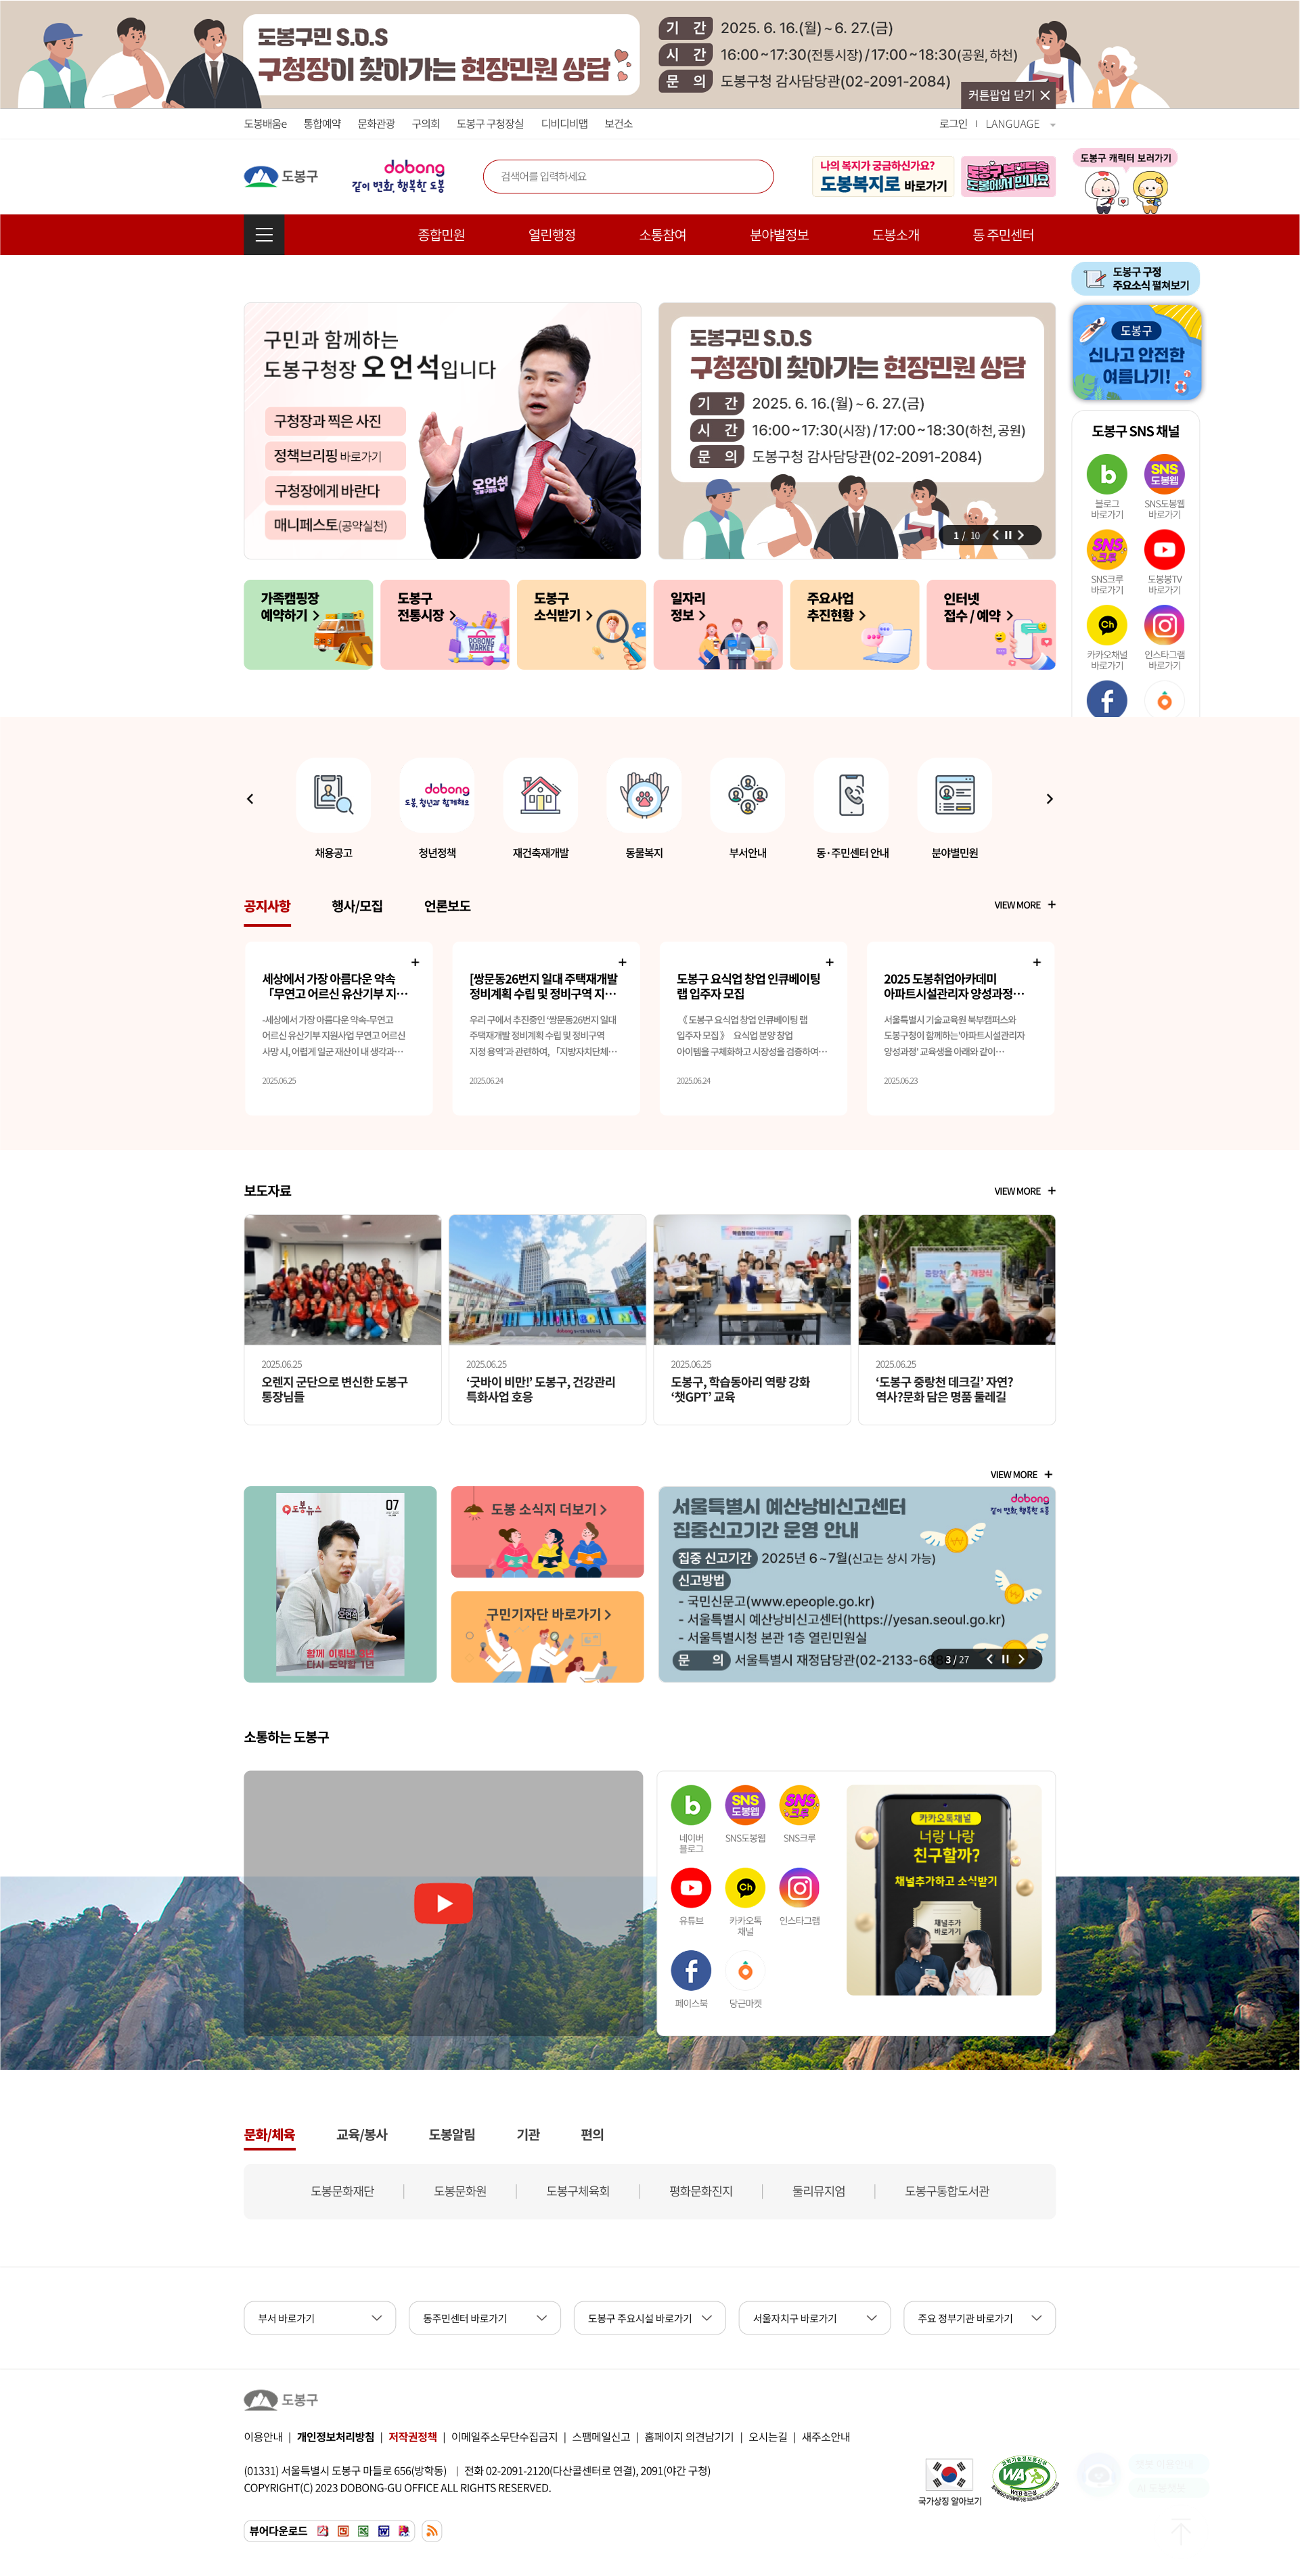 도봉구민 S.D.S
구청장이 찾아가는 현장민원 상담
기 간 2025. 6. 16.(월) ~ 6. 27.(금)
시 간 16:00 ~ 17:30(전통시장) / 17:00 ~ 18:30(공원, 하천)
문 의 도봉구청 감사담당관(02-2091-2084)
커튼팝업 닫기
도봉배움e 통합예약 문화관광 구의회 도봉구 구청장실 디비디비맵 보건소
로그인 LANGUAGE
도봉구
dobong
같이 변화, 행복한 도봉
검색어를 입력하세요
나의 복지가 궁금하신가요?
도봉복지로 바로가기
도봉구 브랜드송
도봉에서 만나요
도봉구 캐릭터 보러가기
종합민원 열린행정 소통참여 분야별정보 도봉소개 동 주민센터
도봉구 구정
주요소식 펼쳐보기
도봉구
신나고 안전한
여름나기!
구민과 함께하는
도봉구청장 오언석입니다
구청장과 찍은 사진
정책브리핑 바로가기
구청장에게 바란다
매니페스토(공약실천)
도봉구청장
오언석
도봉구민 S.D.S
구청장이 찾아가는 현장민원 상담
기 간 2025. 6. 16.(월) ~ 6. 27.(금)
시 간 16:00 ~ 17:30(시장) / 17:00 ~ 18:30(하천, 공원)
문 의 도봉구청 감사담당관(02-2091-2084)
1 / 10
도봉구 SNS 채널
블로그
바로가기
SNS
도봉웹
SNS도봉웹
바로가기
SNS
크루
SNS크루
바로가기
도봉봉TV
바로가기
Ch
카카오채널
바로가기
인스타그램
바로가기
가족캠핑장
예약하기
도봉구
전통시장
DOBONG
MARKET
도봉구
소식받기
일자리
정보
주요사업
추진현황
인터넷
접수 / 예약
채용공고
dobong
도봉, 청년과 함께해요
청년정책
재건축재개발
동물복지
부서안내
동·주민센터 안내
분야별민원
공지사항 행사/모집 언론보도
VIEW MORE +
세상에서 가장 아름다운 약속
「무연고 어르신 유산기부 지…
-세상에서 가장 아름다운 약속-무연고
어르신 유산기부 지원사업 무연고 어르신
사망 시, 어렵게 일군 재산이 내 생각과…
2025.06.25
[쌍문동26번지 일대 주택재개발
정비계획 수립 및 정비구역 지…
우리 구에서 추진중인 ‘쌍문동26번지 일대
주택재개발 정비계획 수립 및 정비구역
지정 용역’과 관련하여, 「지방자치단체…
2025.06.24
도봉구 요식업 창업 인큐베이팅
랩 입주자 모집
《 도봉구 요식업 창업 인큐베이팅 랩
입주자 모집 》 요식업 분양 창업
아이템을 구체화하고 시장성을 검증하여…
2025.06.24
2025 도봉취업아카데미
아파트시설관리자 양성과정…
서울특별시 기술교육원 북부캠퍼스와
도봉구청이 함께하는'아파트시설관리자
양성과정' 교육생을 아래와 같이…
2025.06.23
보도자료
VIEW MORE +
2025.06.25
오렌지 군단으로 변신한 도봉구
통장님들
2025.06.25
‘굿바이 비만!’ 도봉구, 건강관리
특화사업 호응
2025.06.25
도봉구, 학습동아리 역량 강화
‘챗GPT’ 교육
2025.06.25
‘도봉구 중랑천 데크길’ 자연?
역사?문화 담은 명품 둘레길
VIEW MORE +
도봉뉴스
07
오언석
함께 이뤄낸 3년
다시 도약할 1년
도봉 소식지 더보기
구민기자단 바로가기
dobong
같이 변화, 행복한 도봉
서울특별시 예산낭비신고센터
집중신고기간 운영 안내
집중 신고기간 2025년 6 ~ 7월(신고는 상시 가능)
신고방법
- 국민신문고(www.epeople.go.kr)
- 서울특별시 예산낭비신고센터(https://yesan.seoul.go.kr)
- 서울특별시청 본관 1층 열린민원실
문 의 서울특별시 재정담당관(02-2133-68
3 / 27
소통하는 도봉구
네이버
블로그
SNS
도봉웹
SNS도봉웹
SNS
크루
SNS크루
유튜브
Ch
카카오톡
채널
인스타그램
페이스북
당근마켓
카카오톡채널
너랑 나랑
친구할까?
채널추가하고 소식받기
채널추가
바로가기
문화/체육 교육/봉사 도봉알림 기관 편의
도봉문화재단 도봉문화원 도봉구체육회 평화문화진지 둘리뮤지엄 도봉구통합도서관
부서 바로가기 동주민센터 바로가기 도봉구 주요시설 바로가기 서울자치구 바로가기 주요 정부기관 바로가기
도봉구
이용안내 | 개인정보처리방침 | 저작권정책 | 이메일주소무단수집금지 | 스팸메일신고 | 홈페이지 의견남기기 | 오시는길 | 새주소안내
(01331) 서울특별시 도봉구 마들로 656(방학동) | 전화 02-2091-2120(다산콜센터로 연결), 2091(야간 구청)
COPYRIGHT(C) 2023 DOBONG-GU OFFICE ALL RIGHTS RESERVED.
국가상징 알아보기
WA
WEB 접근성
뷰어다운로드